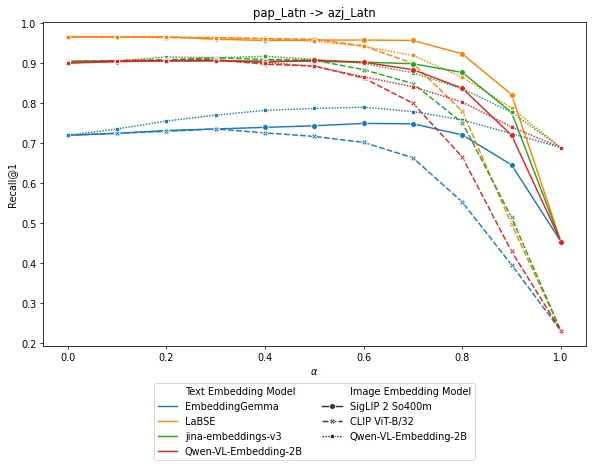 pap_Latn -> azj_Latn
Recall@1
1.0
0.9
0.8
0.7
0.6
0.5
0.4
0.3
0.2
0.0 0.2 0.4 0.6 0.8 1.0
α
Text Embedding Model
EmbeddingGemma
LaBSE
jina-embeddings-v3
Qwen-VL-Embedding-2B
Image Embedding Model
SigLIP 2 So400m
CLIP ViT-B/32
Qwen-VL-Embedding-2B